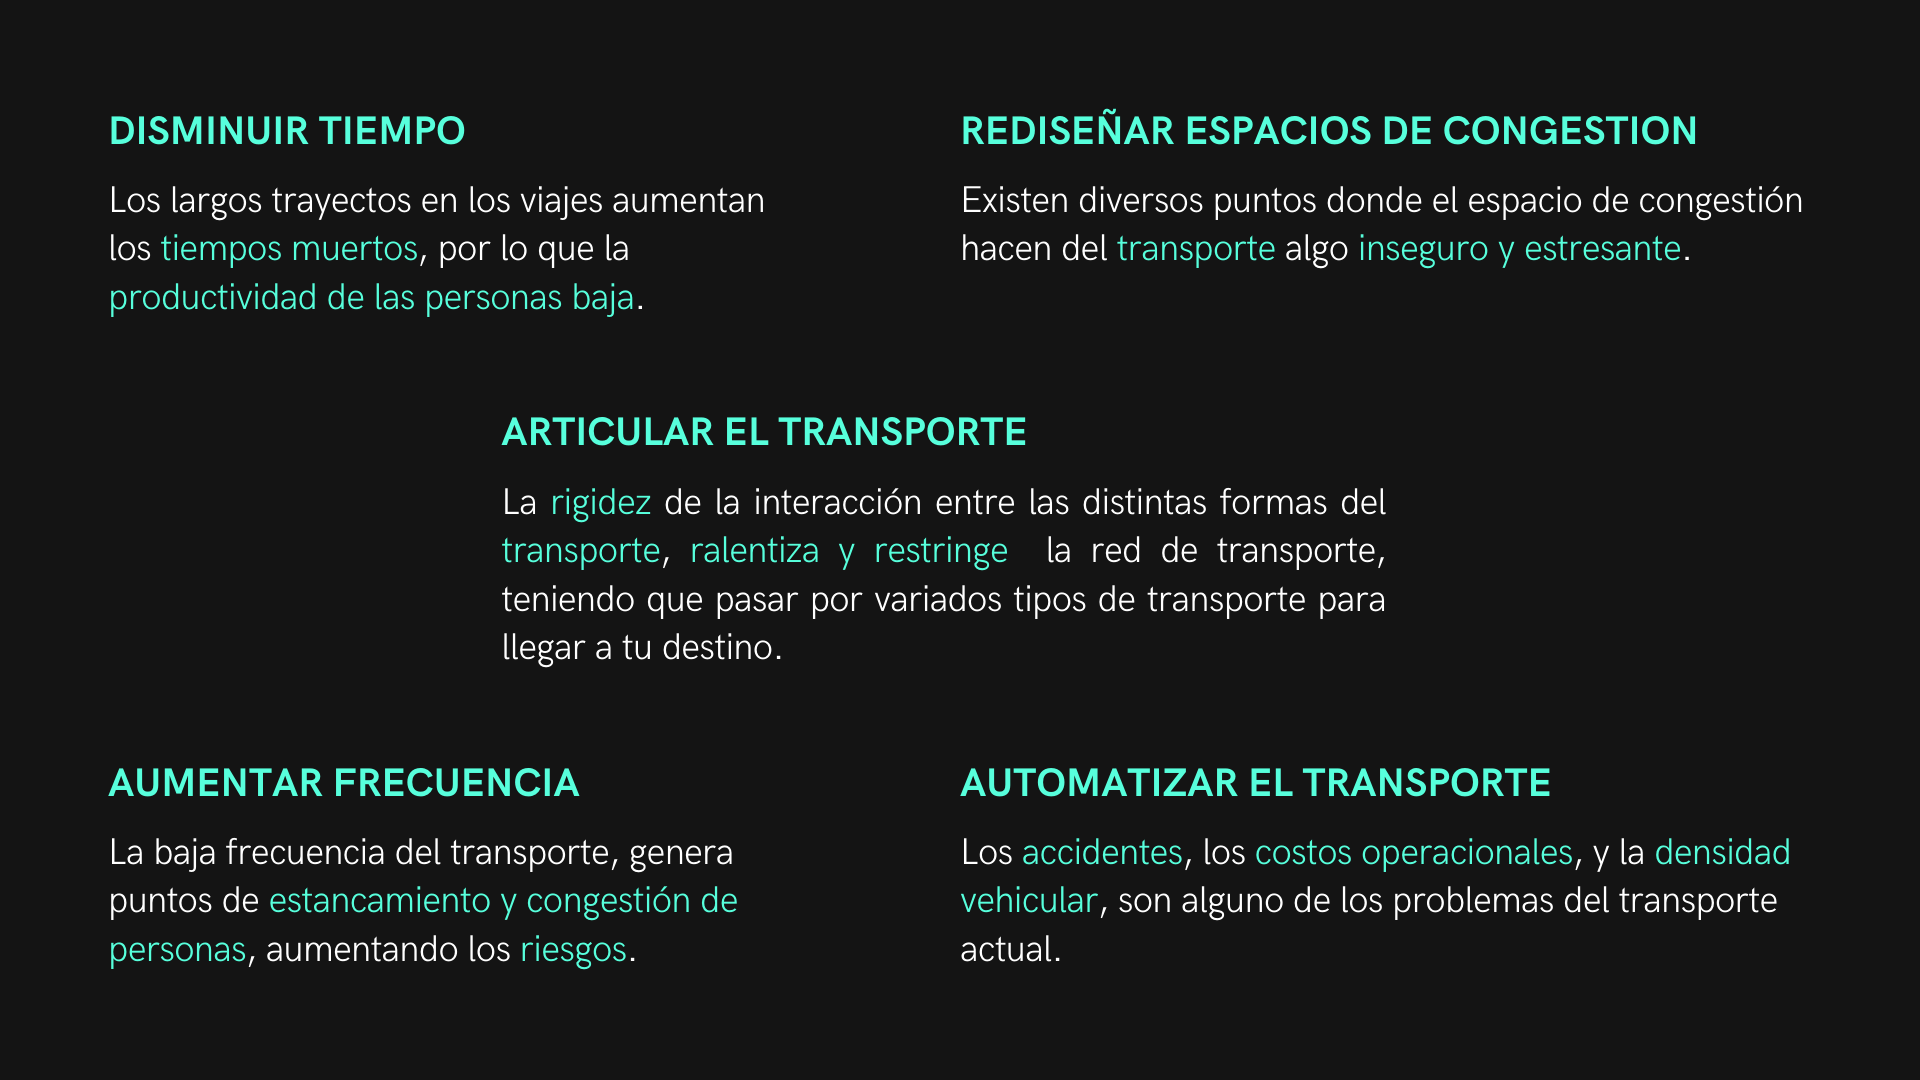 DISMINUIR TIEMPO
Los largos trayectos en los viajes aumentan
los tiempos muertos, por lo que la
productividad de las personas baja.
REDISEÑAR ESPACIOS DE CONGESTION
Existen diversos puntos donde el espacio de congestión
hacen del transporte algo inseguro y estresante.
ARTICULAR EL TRANSPORTE
La rigidez de la interacción entre las distintas formas del
transporte, ralentiza y restringe la red de transporte,
teniendo que pasar por variados tipos de transporte para
llegar a tu destino.
AUMENTAR FRECUENCIA
La baja frecuencia del transporte, genera
puntos de estancamiento y congestión de
personas, aumentando los riesgos.
AUTOMATIZAR EL TRANSPORTE
Los accidentes, los costos operacionales, y la densidad
vehicular, son alguno de los problemas del transporte
actual.